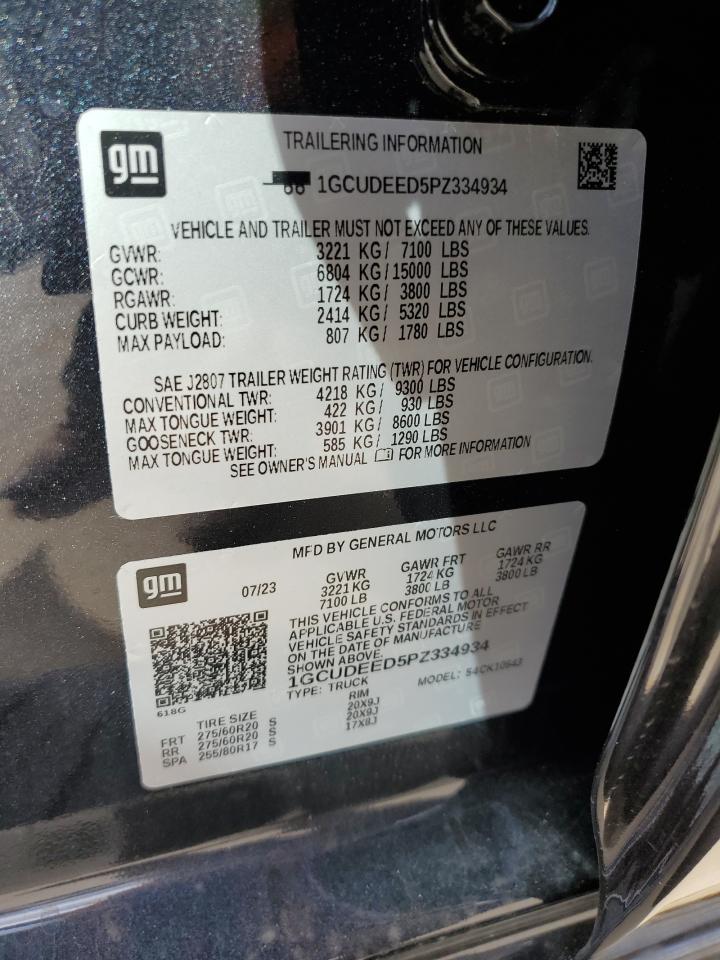 gm
TRAILERING INFORMATION
1GCUDEED5PZ334934
VEHICLE AND TRAILER MUST NOT EXCEED ANY OF THESE VALUES.
GVWR: 3221 KG/ 7100 LBS
GCWR: 6804 KG/ 15000 LBS
RGAWR: 1724 KG/ 3800 LBS
CURB WEIGHT: 2414 KG/ 5320 LBS
MAX PAYLOAD: 807 KG/ 1780 LBS
SAE J2807 TRAILER WEIGHT RATING (TWR) FOR VEHICLE CONFIGURATION.
CONVENTIONAL TWR: 4218 KG/ 9300 LBS
MAX TONGUE WEIGHT: 422 KG/ 930 LBS
GOOSENECK TWR: 3901 KG/ 8600 LBS
MAX TONGUE WEIGHT: 585 KG/ 1290 LBS
SEE OWNER'S MANUAL FOR MORE INFORMATION
gm
MFD BY GENERAL MOTORS LLC
07/23 GVWR GAWR FRT GAWR RR
3221 KG 1724 KG 1724 KG
7100 LB 3800 LB 3800 LB
THIS VEHICLE CONFORMS TO ALL
APPLICABLE U.S. FEDERAL MOTOR
VEHICLE SAFETY STANDARDS IN EFFECT
ON THE DATE OF MANUFACTURE
SHOWN ABOVE.
1GCUDEED5PZ334934
TYPE: TRUCK MODEL: 54CK10543
618G
TIRE SIZE RIM
FRT 275/60R20 S 20X9J
RR 275/60R20 S 20X9J
SPA 255/80R17 S 17X8J